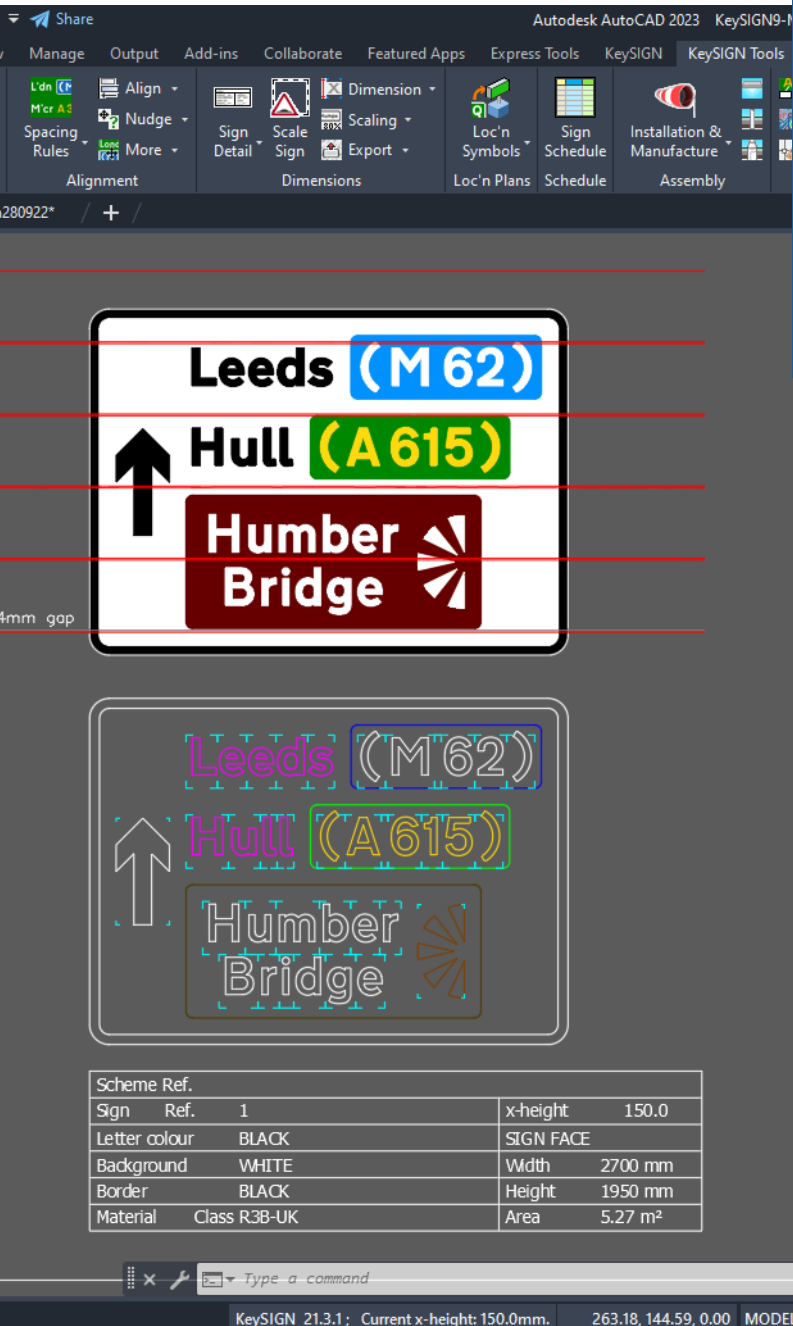 Share
Autodesk AutoCAD 2023 KeySIGN9-M
Manage Output Add-ins Collaborate Featured Apps Express Tools KeySIGN KeySIGN Tools
L'dn
M'cr A3
Spacing Rules
Align
Nudge
More
Alignment
Sign Detail
Scale Sign
Dimension
Scaling
Export
Dimensions
Loc'n Symbols
Loc'n Plans
Sign Schedule
Schedule
Installation & Manufacture
Assembly
280922*
Leeds (M 62)
Hull (A 615)
Humber
Bridge
4mm gap
Leeds (M 62)
Hull (A 615)
Humber
Bridge
Scheme Ref.
Sign Ref. 1 x-height 150.0
Letter colour BLACK SIGN FACE
Background WHITE Width 2700 mm
Border BLACK Height 1950 mm
Material Class R3B-UK Area 5.27 m²
Type a command
KeySIGN 21.3.1; Current x-height: 150.0mm. 263.18, 144.59, 0.00 MODEL